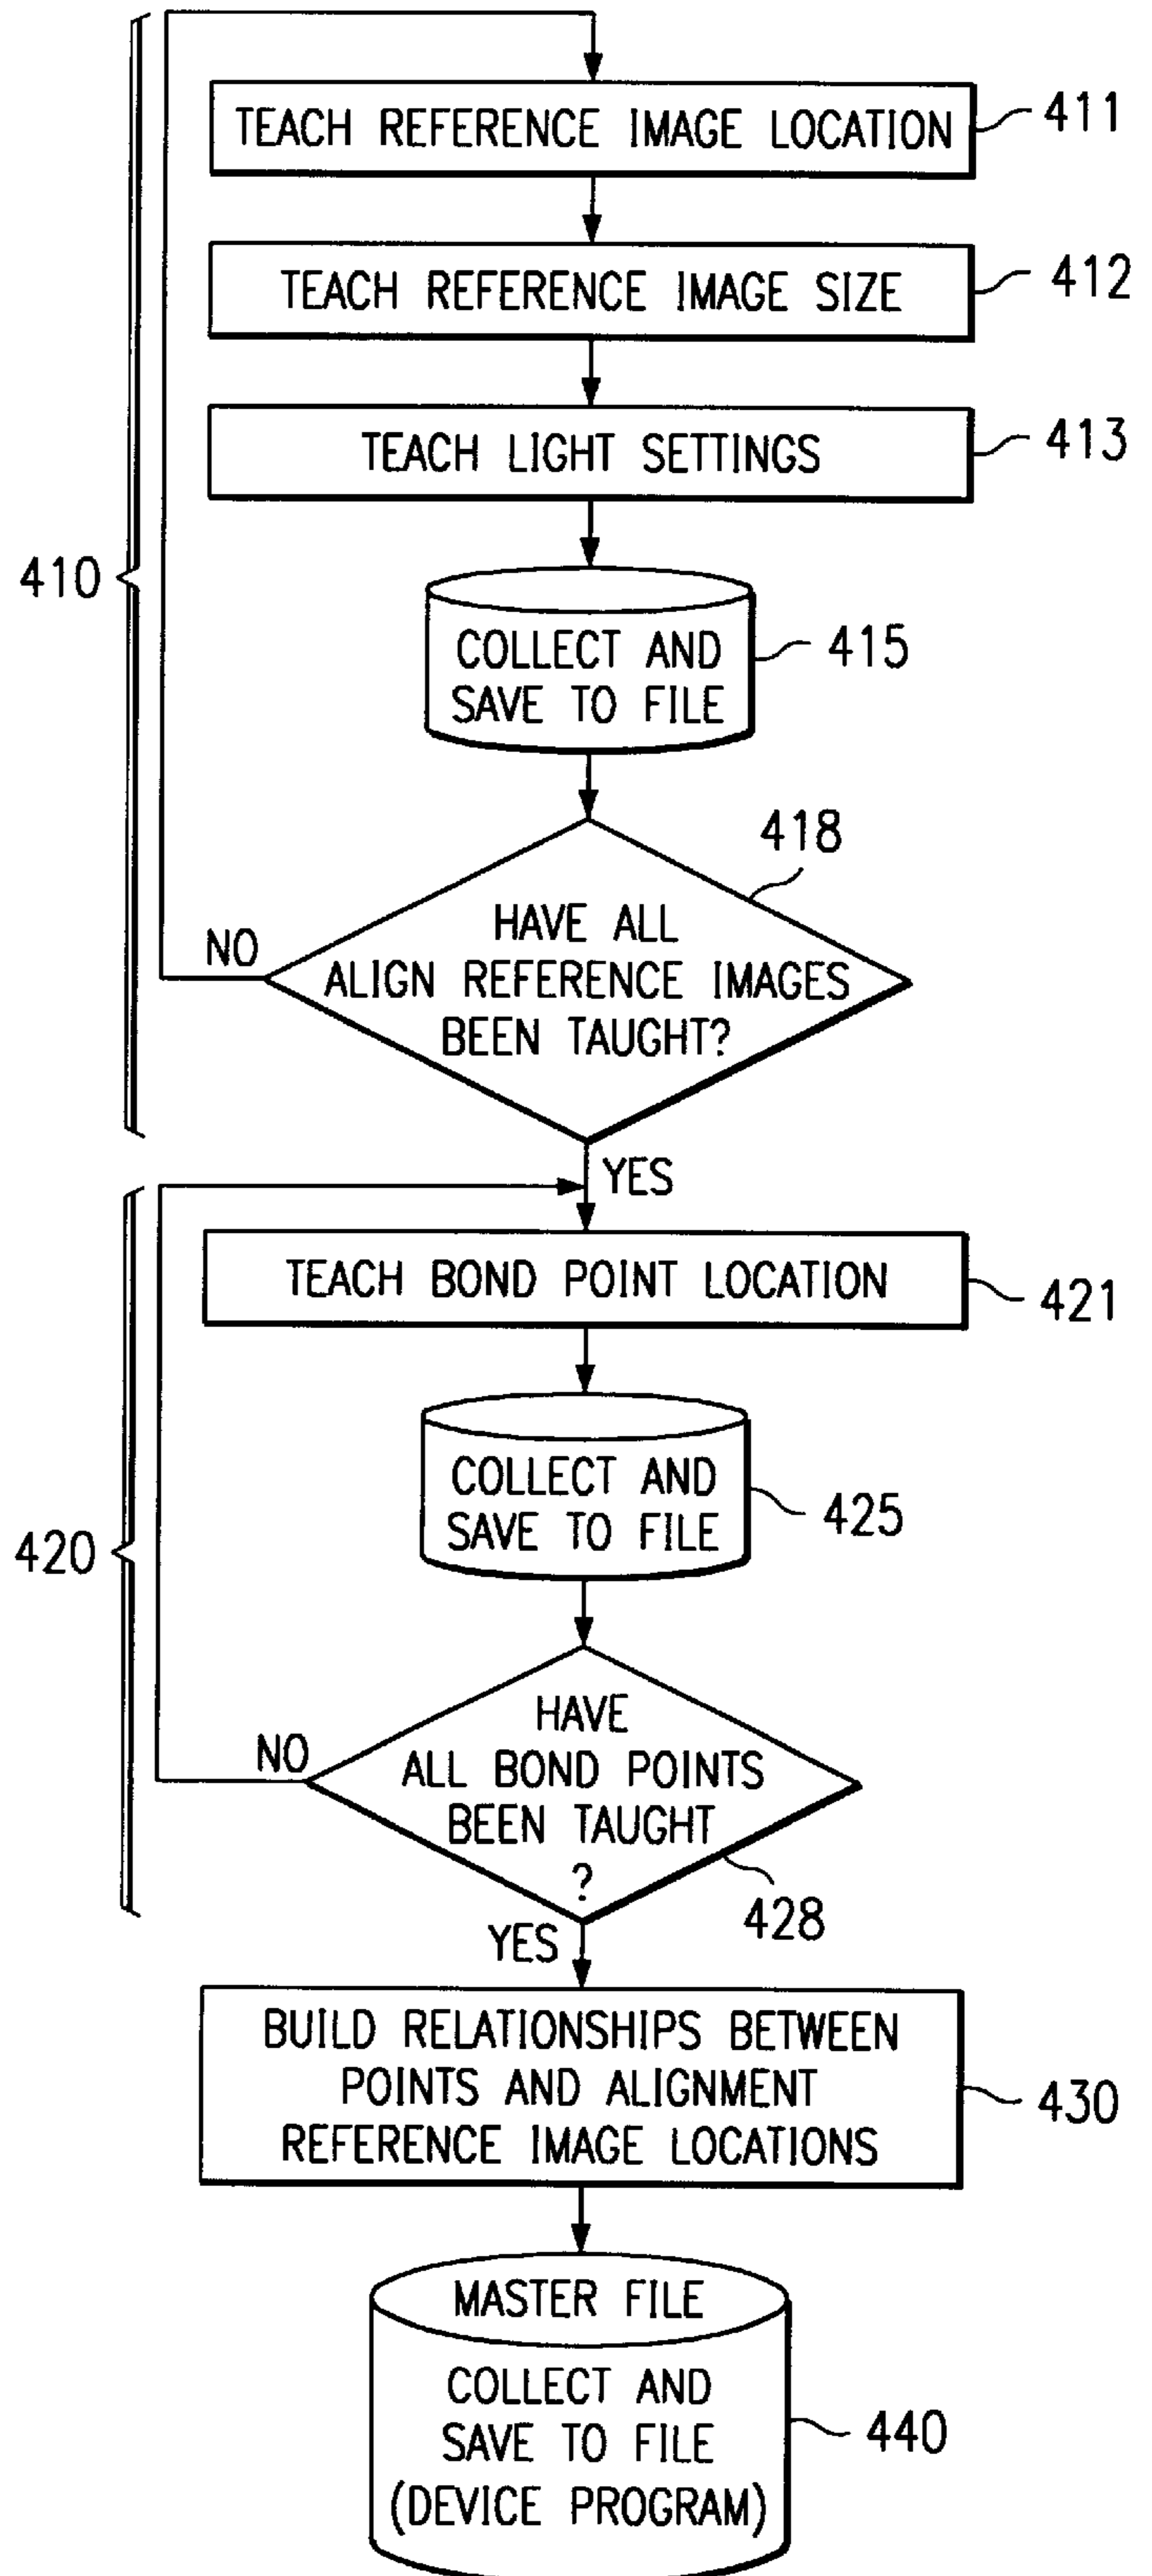 TEACH REFERENCE IMAGE LOCATION
411
TEACH REFERENCE IMAGE SIZE
412
TEACH LIGHT SETTINGS
413
410
COLLECT AND
SAVE TO FILE
415
418
HAVE ALL
ALIGN REFERENCE IMAGES
BEEN TAUGHT?
NO
YES
TEACH BOND POINT LOCATION
421
COLLECT AND
SAVE TO FILE
425
420
HAVE
ALL BOND POINTS
BEEN TAUGHT
?
NO
428
YES
BUILD RELATIONSHIPS BETWEEN
POINTS AND ALIGNMENT
REFERENCE IMAGE LOCATIONS
430
MASTER FILE
COLLECT AND
SAVE TO FILE
(DEVICE PROGRAM)
440